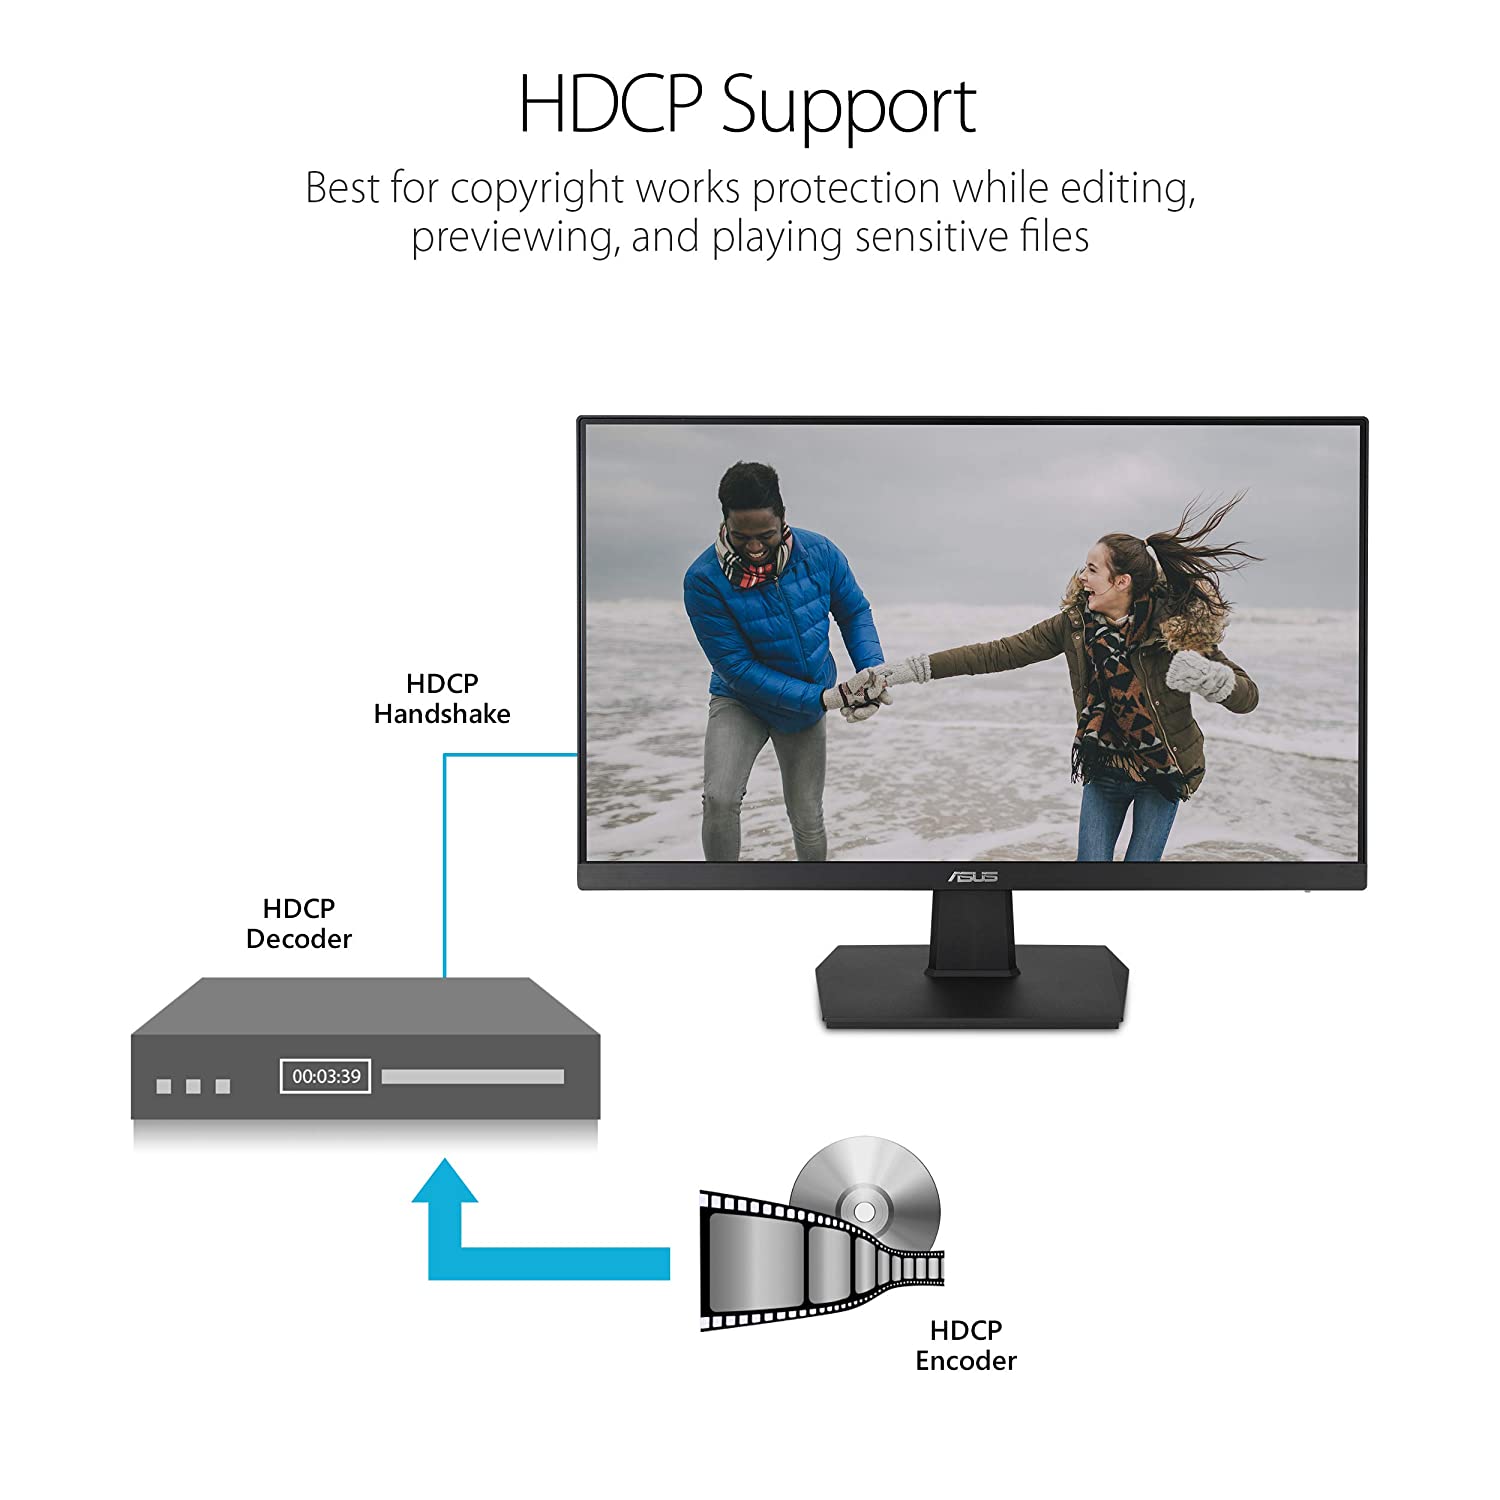 HDCP Support
Best for copyright works protection while editing,
previewing, and playing sensitive files
HDCP
Handshake
ASUS
HDCP
Decoder
00:03:39
HDCP
Encoder